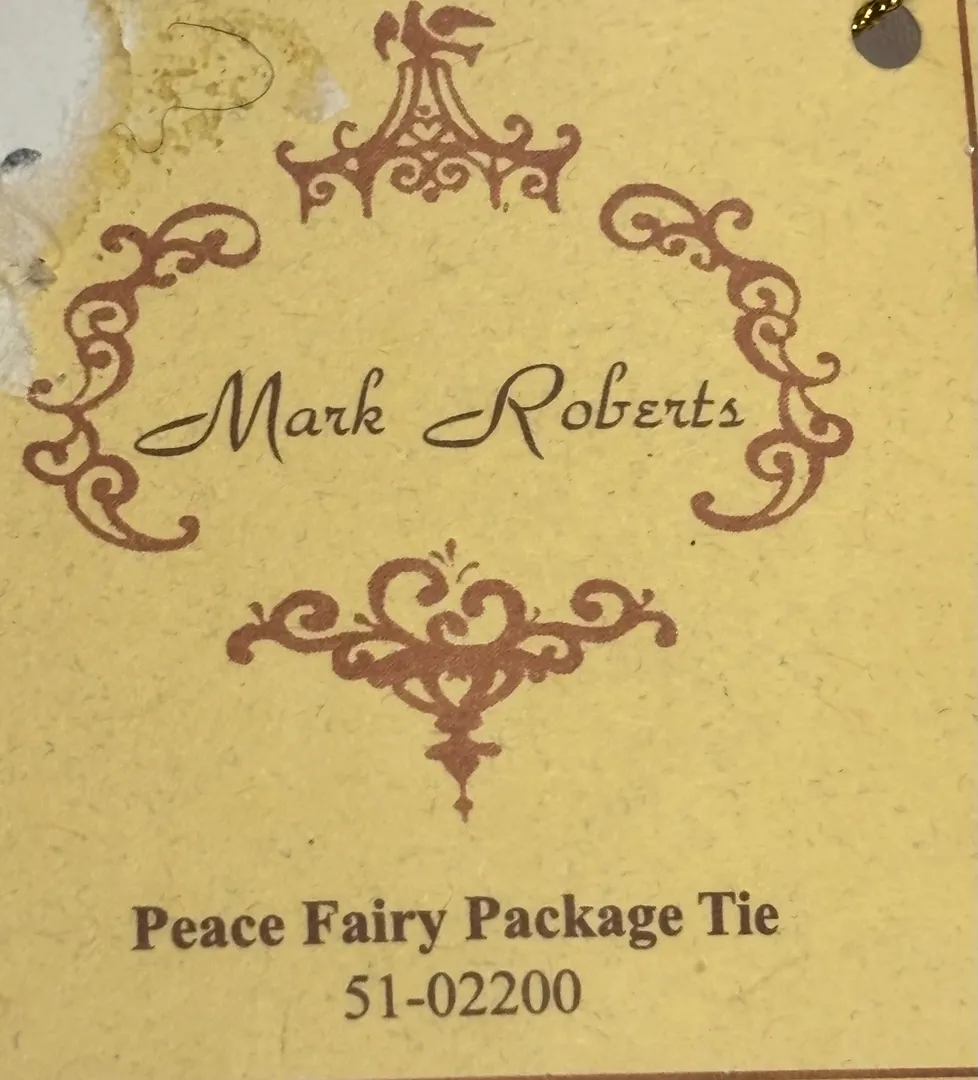 Mark Roberts
Peace Fairy Package Tie
51-02200